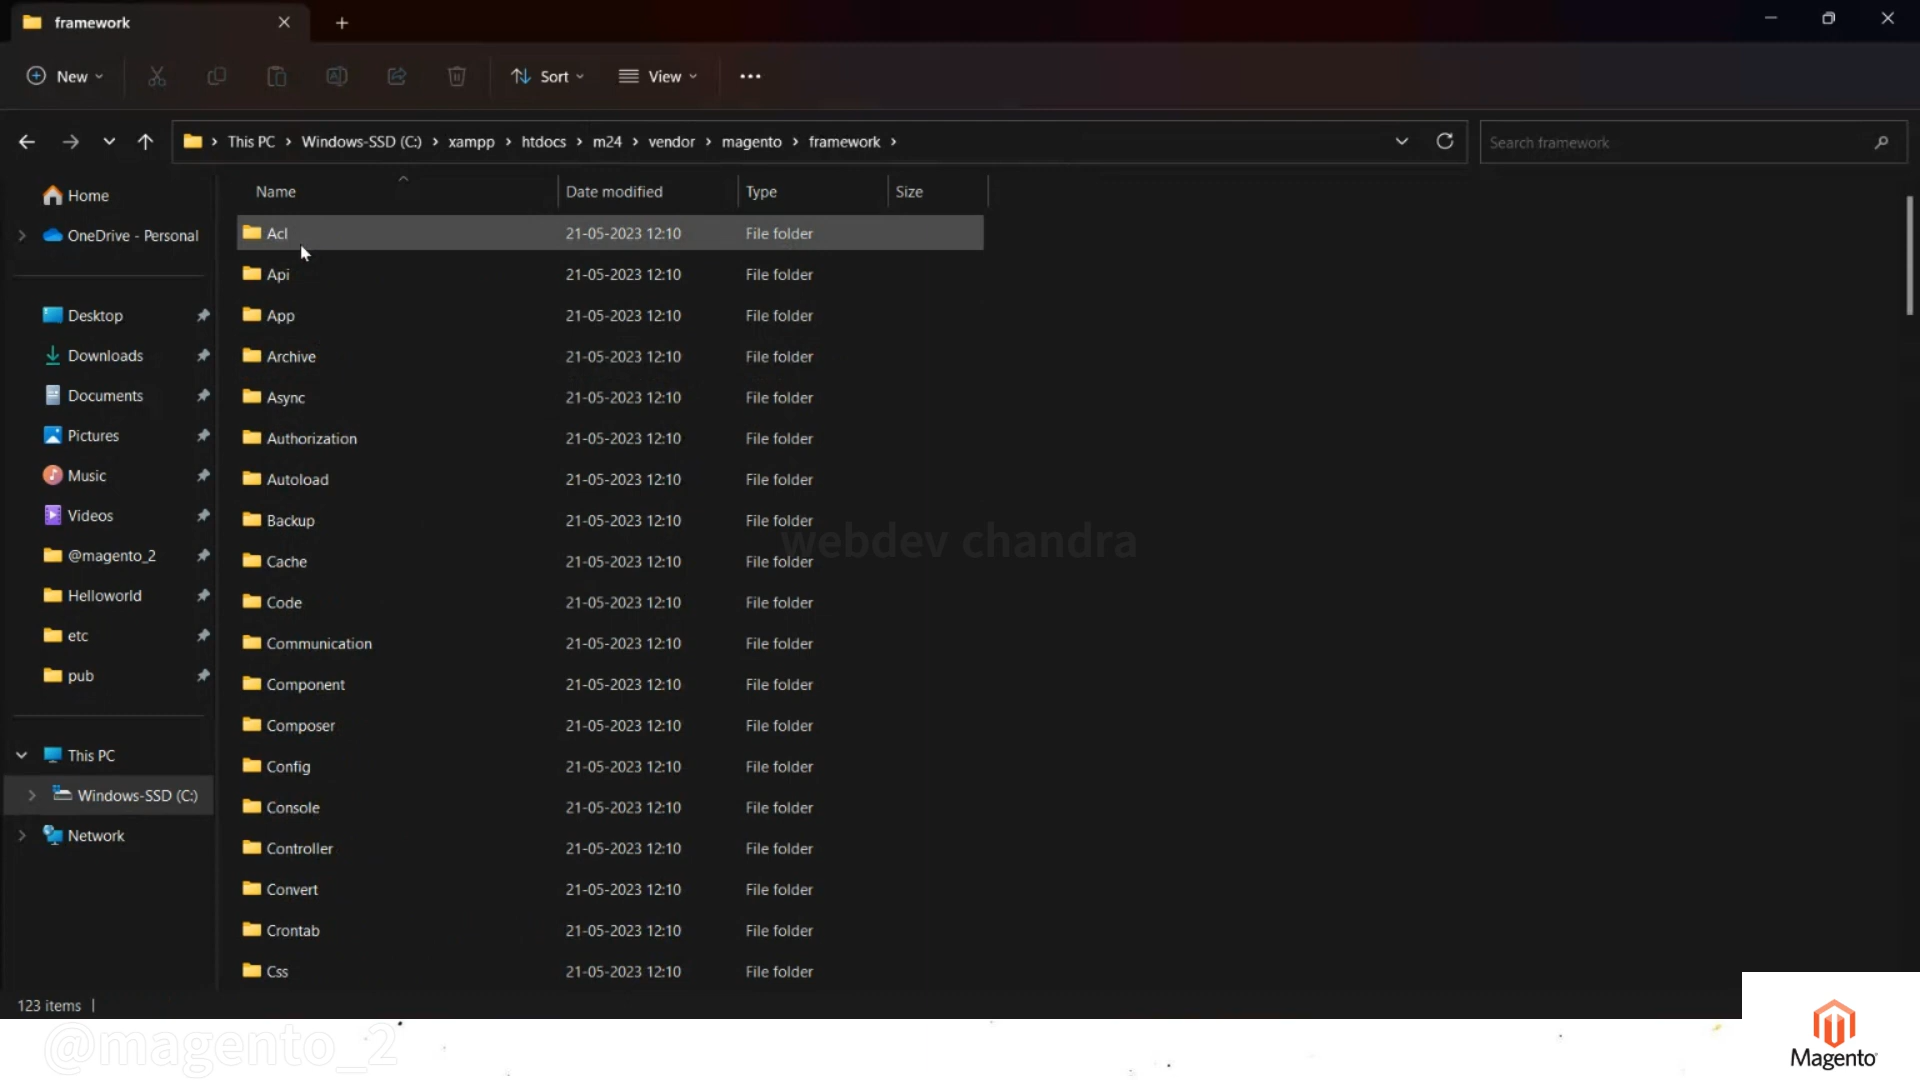 framework
New
Sort
View
This PC
Windows-SSD (C:)
xampp
htdocs
m24
vendor
magento
framework
Search framework
Name
Date modified
Type
Size
Home
OneDrive - Personal
Desktop
Downloads
Documents
Pictures
Music
Videos
@magento_2
Helloworld
etc
pub
This PC
Windows-SSD (C:)
Network
Acl 21-05-2023 12:10 File folder
Api 21-05-2023 12:10 File folder
App 21-05-2023 12:10 File folder
Archive 21-05-2023 12:10 File folder
Async 21-05-2023 12:10 File folder
Authorization 21-05-2023 12:10 File folder
Autoload 21-05-2023 12:10 File folder
Backup 21-05-2023 12:10 File folder
Cache 21-05-2023 12:10 File folder
Code 21-05-2023 12:10 File folder
Communication 21-05-2023 12:10 File folder
Component 21-05-2023 12:10 File folder
Composer 21-05-2023 12:10 File folder
Config 21-05-2023 12:10 File folder
Console 21-05-2023 12:10 File folder
Controller 21-05-2023 12:10 File folder
Convert 21-05-2023 12:10 File folder
Crontab 21-05-2023 12:10 File folder
Css 21-05-2023 12:10 File folder
webdev chandra
123 items
@magento_2
Magento